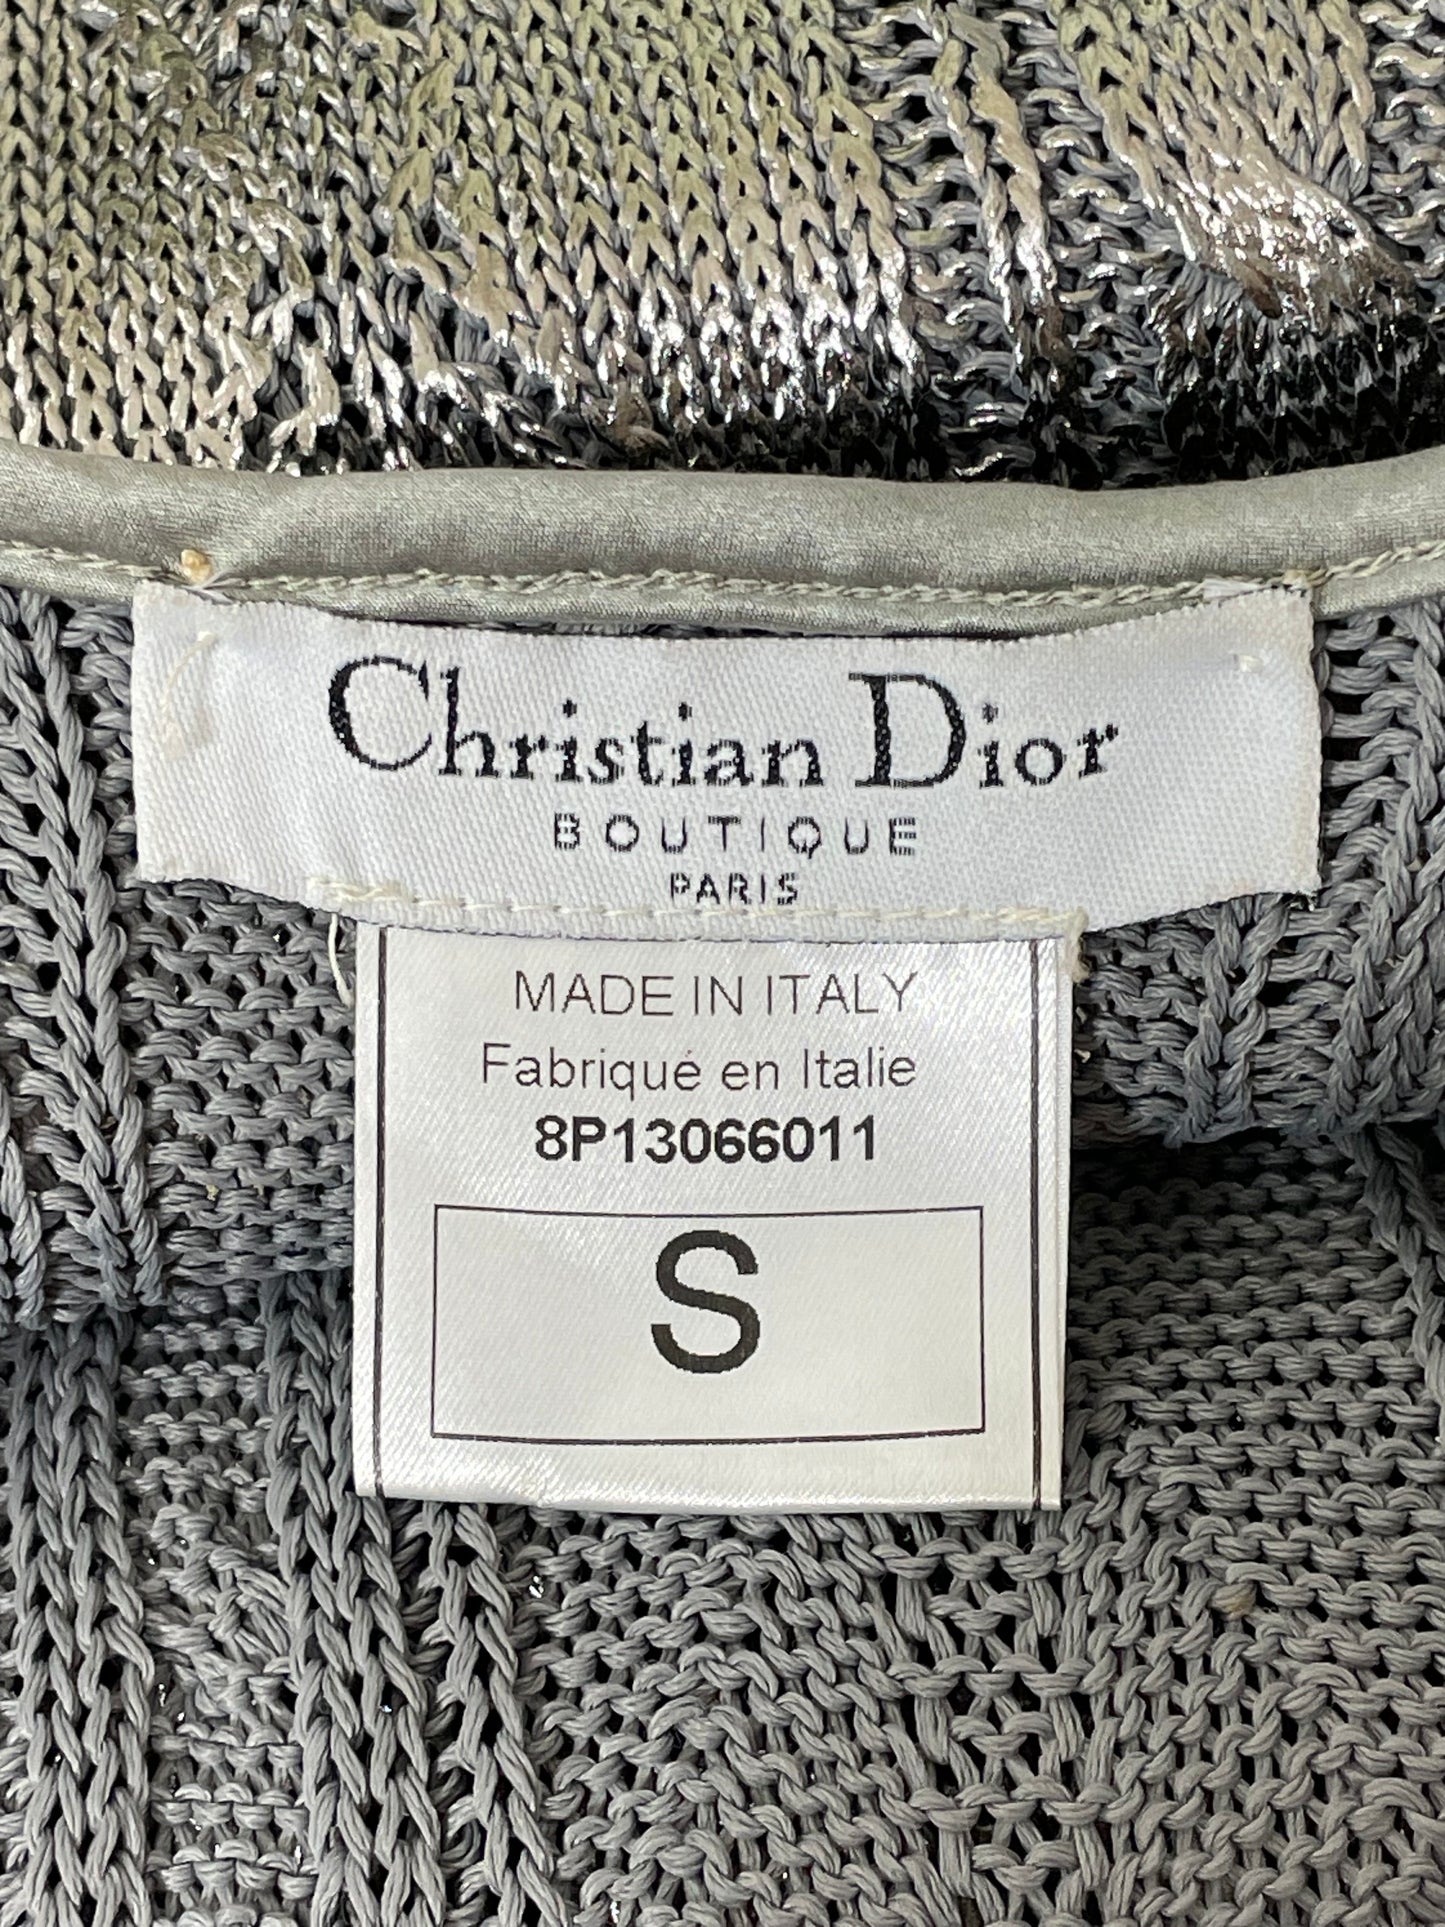 Christian Dior
BOUTIQUE
PARIS
MADE IN ITALY
Fabriqué en Italie
8P13066011
S